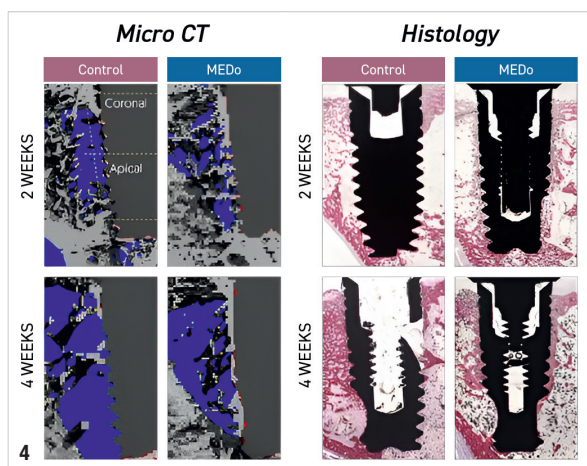 Micro CT
Histology
Control
MEDo
Control
MEDo
2 WEEKS
Coronal
Apical
2 WEEKS
4 WEEKS
4 WEEKS
4